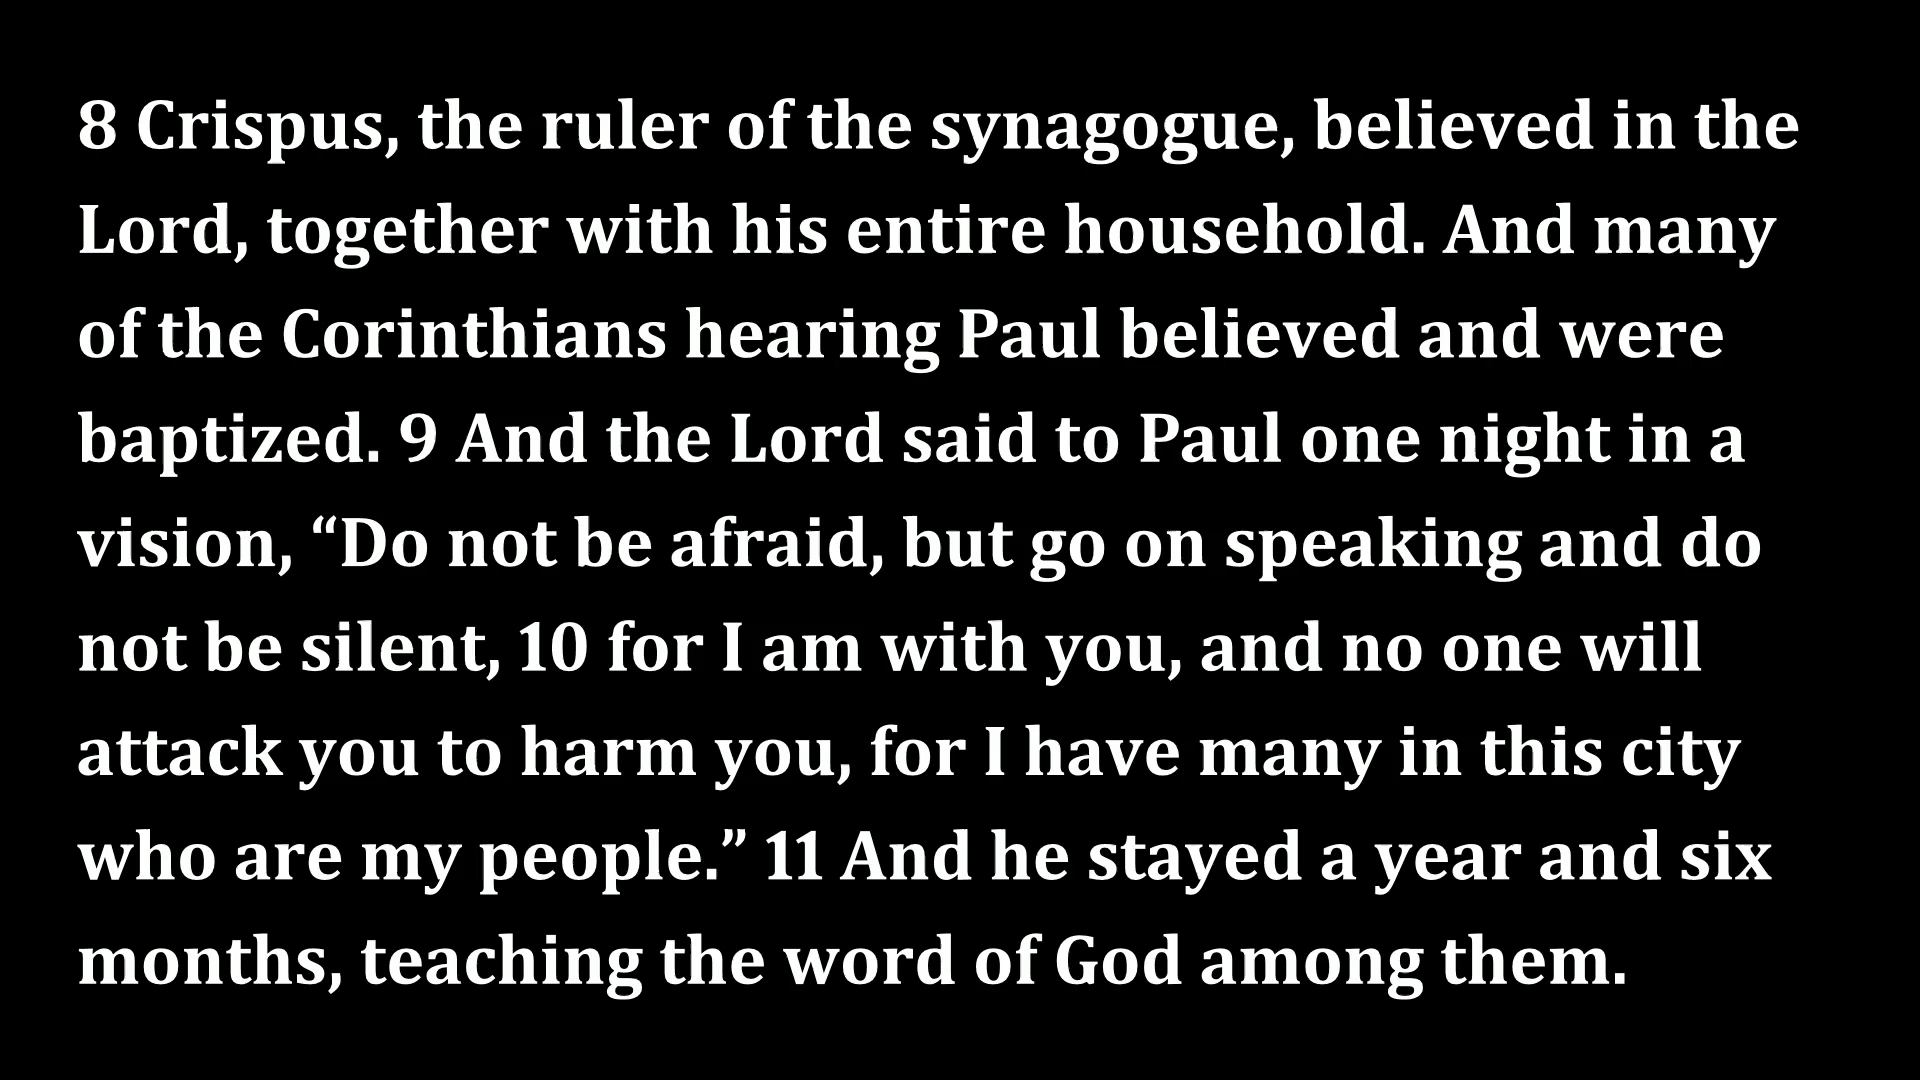 8 Crispus, the ruler of the synagogue, believed in the
Lord, together with his entire household. And many
of the Corinthians hearing Paul believed and were
baptized. 9 And the Lord said to Paul one night in a
vision, “Do not be afraid, but go on speaking and do
not be silent, 10 for I am with you, and no one will
attack you to harm you, for I have many in this city
who are my people.” 11 And he stayed a year and six
months, teaching the word of God among them.